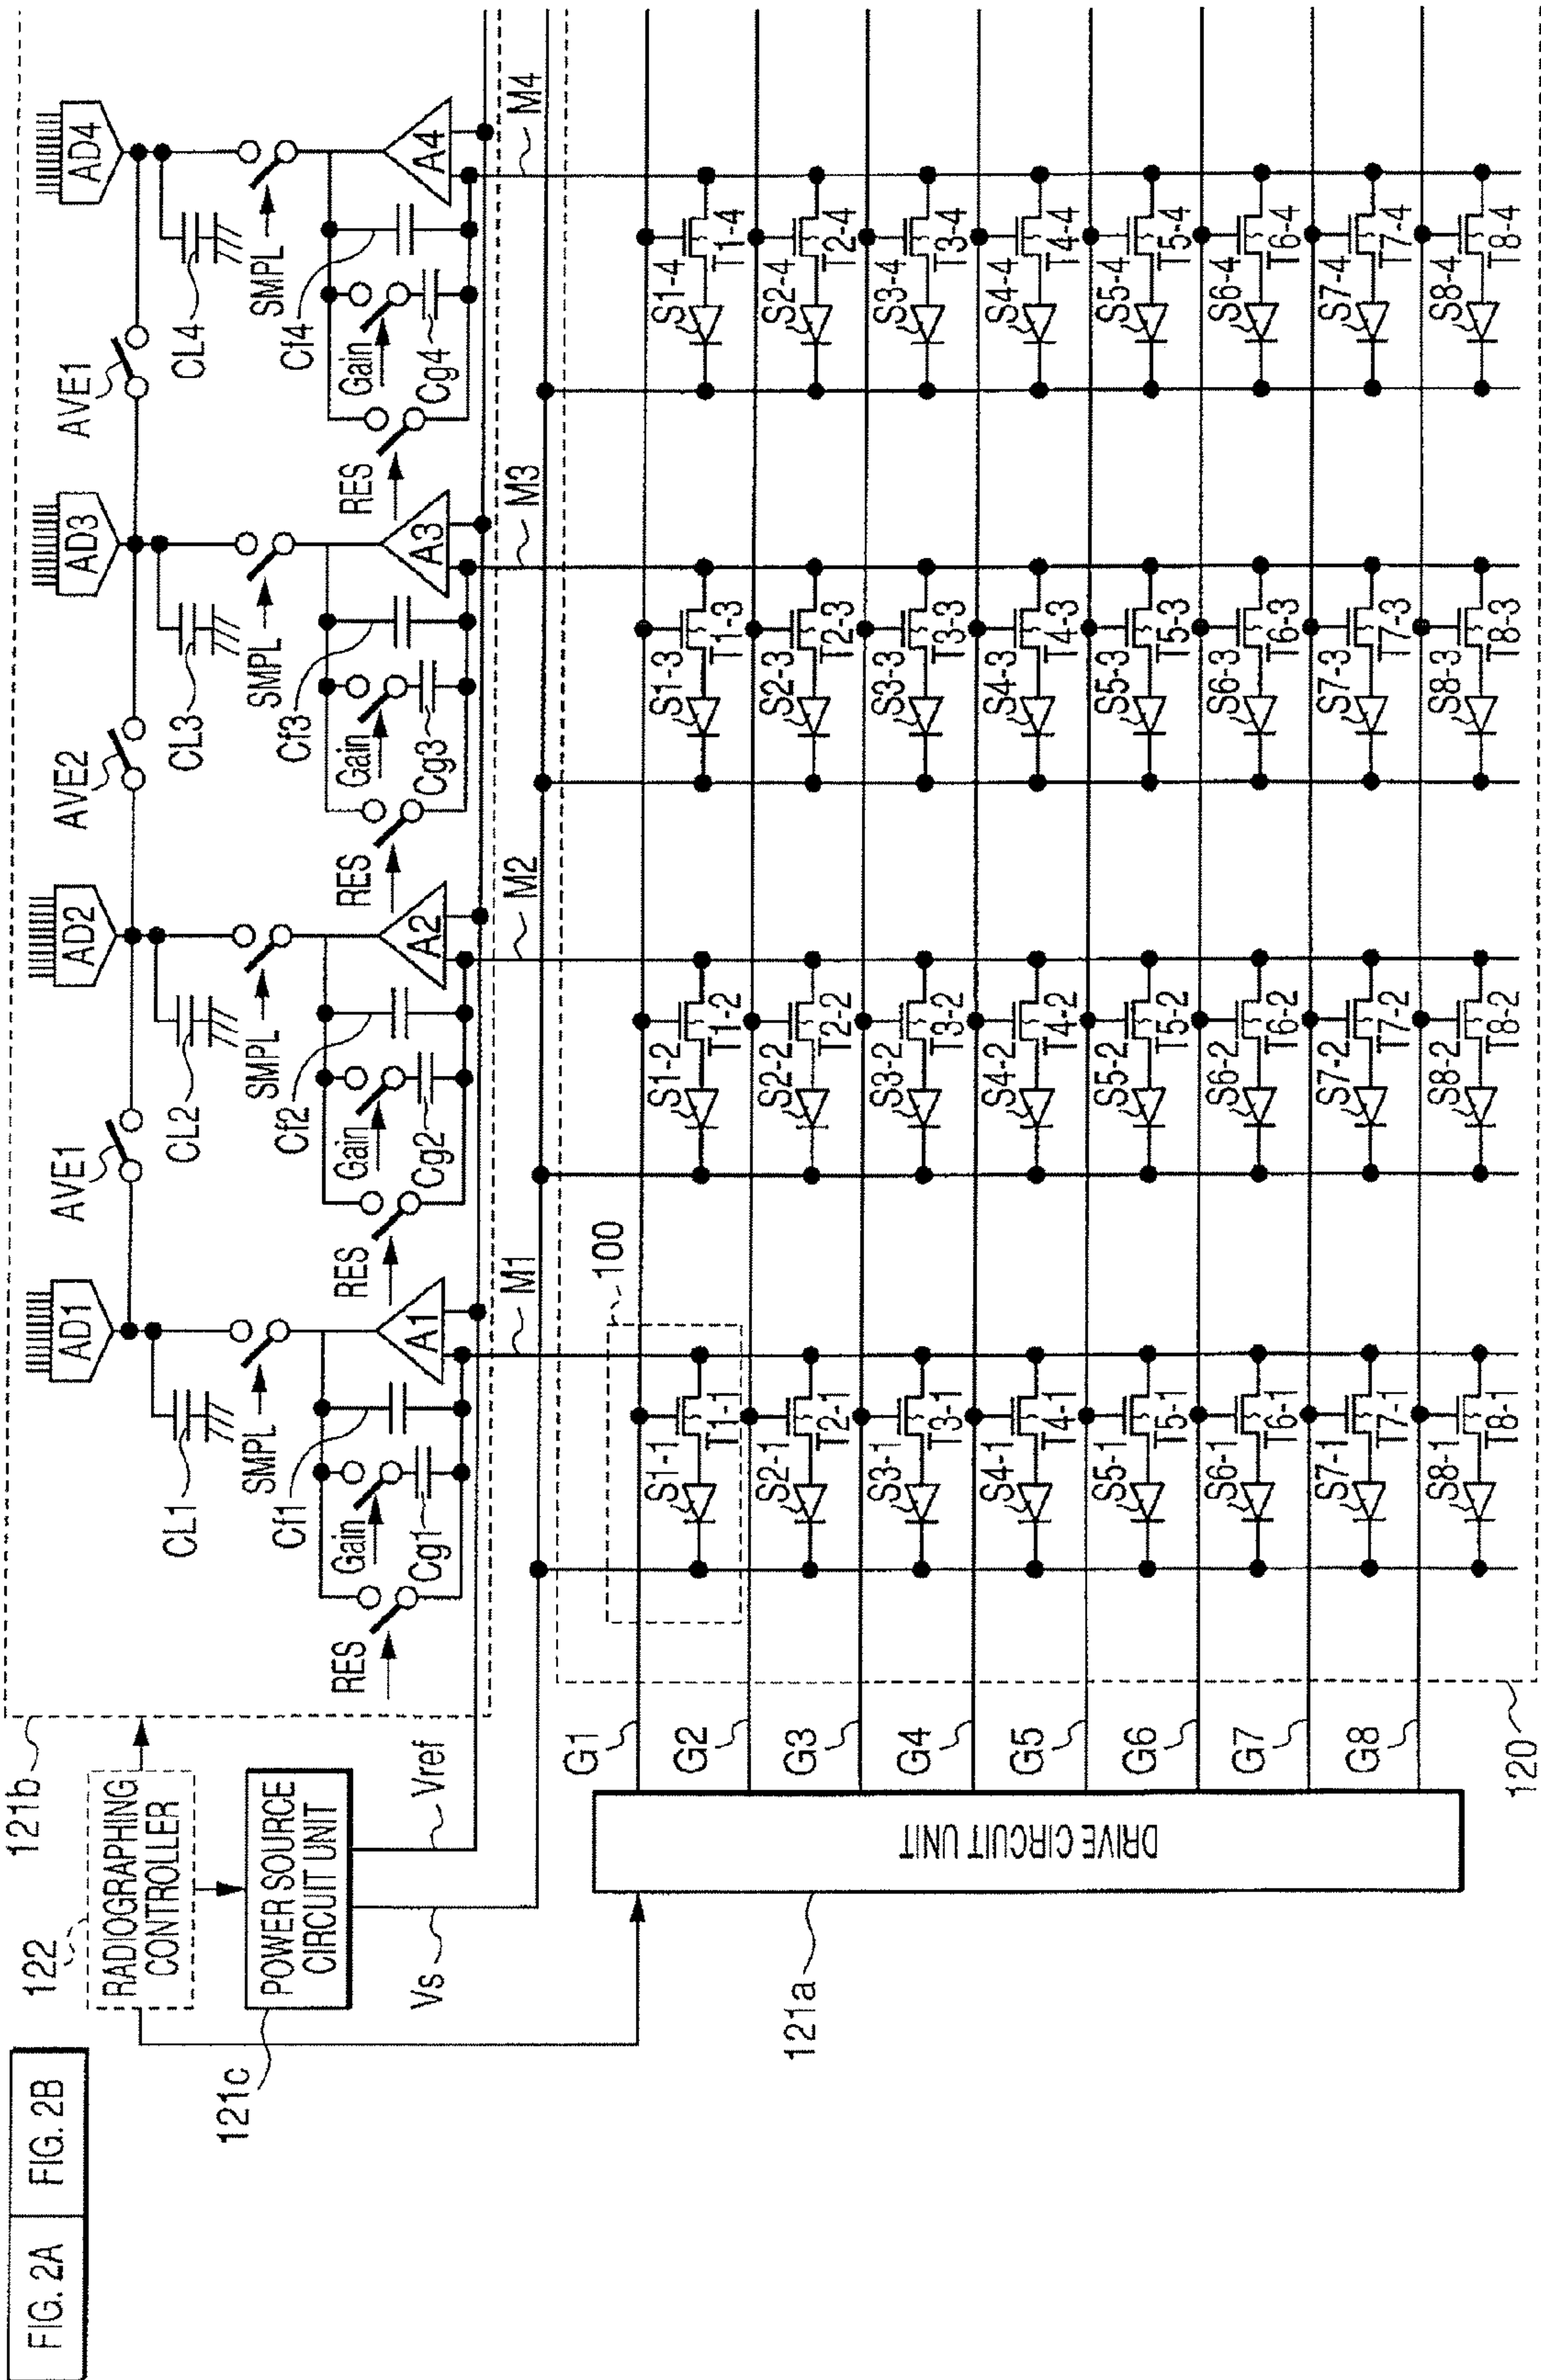 FIG. 2A FIG. 2B
122
RADIOGRAPHING
CONTROLLER
121b
121c
POWER SOURCE
CIRCUIT UNIT
Vs
Vref
121a
DRIVE CIRCUIT UNIT
120
100
AD1
AD2
AD3
AD4
AVE1
AVE2
AVE1
CL1
CL2
CL3
CL4
SMPL
SMPL
SMPL
SMPL
Cf1
Cf2
Cf3
Cf4
Gain
Gain
Gain
Gain
Cg1
Cg2
Cg3
Cg4
RES
RES
RES
RES
A1
A2
A3
A4
M1
M2
M3
M4
G1
S1-1 T1-1
S1-2 T1-2
S1-3 T1-3
S1-4 T1-4
G2
S2-1 T2-1
S2-2 T2-2
S2-3 T2-3
S2-4 T2-4
G3
S3-1 T3-1
S3-2 T3-2
S3-3 T3-3
S3-4 T3-4
G4
S4-1 T4-1
S4-2 T4-2
S4-3 T4-3
S4-4 T4-4
G5
S5-1 T5-1
S5-2 T5-2
S5-3 T5-3
S5-4 T5-4
G6
S6-1 T6-1
S6-2 T6-2
S6-3 T6-3
S6-4 T6-4
G7
S7-1 T7-1
S7-2 T7-2
S7-3 T7-3
S7-4 T7-4
G8
S8-1 T8-1
S8-2 T8-2
S8-3 T8-3
S8-4 T8-4